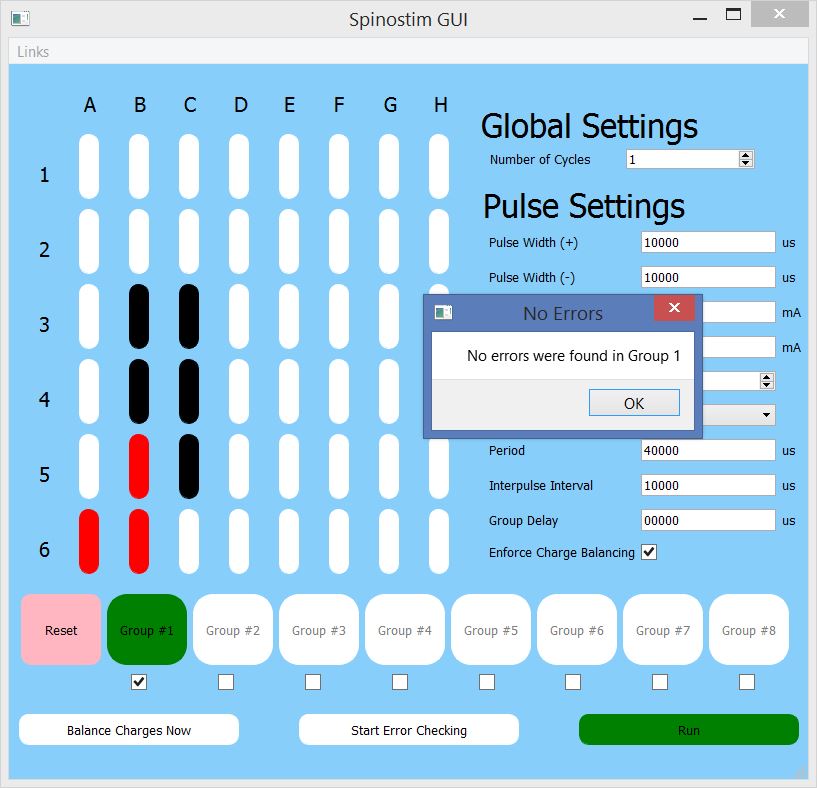 Spinostim GUI
Links
A B C D E F G H
Global Settings
1
Number of Cycles 1
2
Pulse Settings
Pulse Width (+) 10000 us
Pulse Width (-) 10000 us
3
mA
No Errors
mA
No errors were found in Group 1
4
OK
5
Period 40000 us
Interpulse Interval 10000 us
Group Delay 00000 us
6
Enforce Charge Balancing
Reset Group #1 Group #2 Group #3 Group #4 Group #5 Group #6 Group #7 Group #8
Balance Charges Now Start Error Checking Run